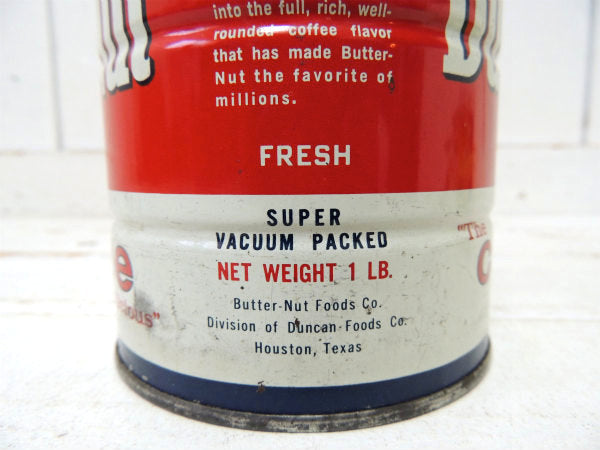 into the full, rich, well-
rounded coffee flavor
that has made Butter-
Nut the favorite of
millions.
FRESH
SUPER
VACUUM PACKED
NET WEIGHT 1 LB.
Butter-Nut Foods Co.
Division of Duncan Foods Co.
Houston, Texas
"The